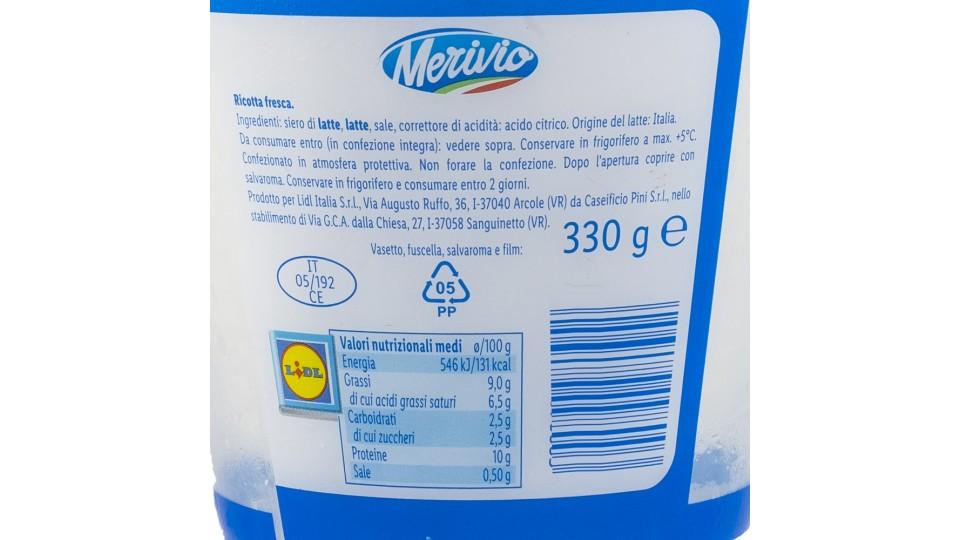 Merivio
Ricotta fresca.
Ingredienti: siero di latte, latte, sale, correttore di acidità: acido citrico. Origine del latte: Italia.
Da consumare entro (in confezione integra): vedere sopra. Conservare in frigorifero a max. +5°C.
Confezionato in atmosfera protettiva. Non forare la confezione. Dopo l'apertura coprire con
salvaroma. Conservare in frigorifero e consumare entro 2 giorni.
Prodotto per Lidl Italia S.r.l., Via Augusto Ruffo, 36, I-37040 Arcole (VR) da Caseificio Pini S.r.l., nello
stabilimento di Via G.C.A. dalla Chiesa, 27, I-37058 Sanguinetto (VR).
330 g ℮
Vasetto, fuscella, salvaroma e film:
IT
05/192
CE
05
PP
LIDL
Valori nutrizionali medi ø/100 g
Energia 546 kJ/131 kcal
Grassi 9,0 g
di cui acidi grassi saturi 6,5 g
Carboidrati 2,5 g
di cui zuccheri 2,5 g
Proteine 10 g
Sale 0,50 g